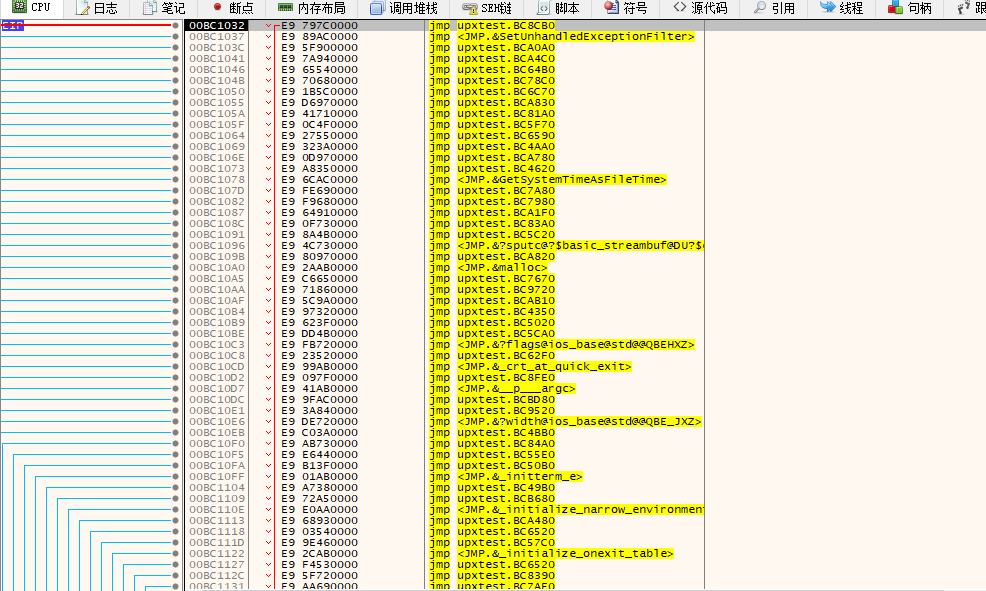 CPU 日志 笔记 断点 内存布局 调用堆栈 SEH链 脚本 符号 源代码 引用 线程 句柄 跟
EIP 00BC1032 E9 797C0000 jmp upxtest.BC8CB0
00BC1037 E9 89AC0000 jmp <JMP.&SetUnhandledExceptionFilter>
00BC103C E9 5F900000 jmp upxtest.BCA0A0
00BC1041 E9 7A940000 jmp upxtest.BCA4C0
00BC1046 E9 65540000 jmp upxtest.BC64B0
00BC104B E9 70680000 jmp upxtest.BC78C0
00BC1050 E9 1B5C0000 jmp upxtest.BC6C70
00BC1055 E9 D6970000 jmp upxtest.BCA830
00BC105A E9 41710000 jmp upxtest.BC81A0
00BC105F E9 0C4F0000 jmp upxtest.BC5F70
00BC1064 E9 27550000 jmp upxtest.BC6590
00BC1069 E9 323A0000 jmp upxtest.BC4AA0
00BC106E E9 0D970000 jmp upxtest.BCA780
00BC1073 E9 A8350000 jmp upxtest.BC4620
00BC1078 E9 6CAC0000 jmp <JMP.&GetSystemTimeAsFileTime>
00BC107D E9 FE690000 jmp upxtest.BC7A80
00BC1082 E9 F9680000 jmp upxtest.BC7980
00BC1087 E9 64910000 jmp upxtest.BCA1F0
00BC108C E9 0F730000 jmp upxtest.BC83A0
00BC1091 E9 8A4B0000 jmp upxtest.BC5C20
00BC1096 E9 4C730000 jmp <JMP.&?sputc@?$basic_streambuf@DU?$
00BC109B E9 80970000 jmp upxtest.BCA820
00BC10A0 E9 2AAB0000 jmp <JMP.&malloc>
00BC10A5 E9 C6650000 jmp upxtest.BC7670
00BC10AA E9 71860000 jmp upxtest.BC9720
00BC10AF E9 5C9A0000 jmp upxtest.BCAB10
00BC10B4 E9 97320000 jmp upxtest.BC4350
00BC10B9 E9 623F0000 jmp upxtest.BC5020
00BC10BE E9 DD4B0000 jmp upxtest.BC5CA0
00BC10C3 E9 FB720000 jmp <JMP.&?flags@ios_base@std@@QBEHXZ>
00BC10C8 E9 23520000 jmp upxtest.BC62F0
00BC10CD E9 99AB0000 jmp <JMP.&_crt_at_quick_exit>
00BC10D2 E9 097F0000 jmp upxtest.BC8FE0
00BC10D7 E9 41AB0000 jmp <JMP.&__p___argc>
00BC10DC E9 9FAC0000 jmp upxtest.BCBD80
00BC10E1 E9 3A840000 jmp upxtest.BC9520
00BC10E6 E9 DE720000 jmp <JMP.&?width@ios_base@std@@QBE_JXZ>
00BC10EB E9 C03A0000 jmp upxtest.BC4BB0
00BC10F0 E9 AB730000 jmp upxtest.BC84A0
00BC10F5 E9 E6440000 jmp upxtest.BC55E0
00BC10FA E9 B13F0000 jmp upxtest.BC50B0
00BC10FF E9 01AB0000 jmp <JMP.&_initterm_e>
00BC1104 E9 A7380000 jmp upxtest.BC49B0
00BC1109 E9 72A50000 jmp upxtest.BCB680
00BC110E E9 E0AA0000 jmp <JMP.&_initialize_narrow_environmen
00BC1113 E9 68930000 jmp upxtest.BCA480
00BC1118 E9 03540000 jmp upxtest.BC6520
00BC111D E9 9E460000 jmp upxtest.BC57C0
00BC1122 E9 2CAB0000 jmp <JMP.&_initialize_onexit_table>
00BC1127 E9 F4530000 jmp upxtest.BC6520
00BC112C E9 5F720000 jmp upxtest.BC8390
00BC1131 E9 AA690000 jmp upxtest.BC7AE0